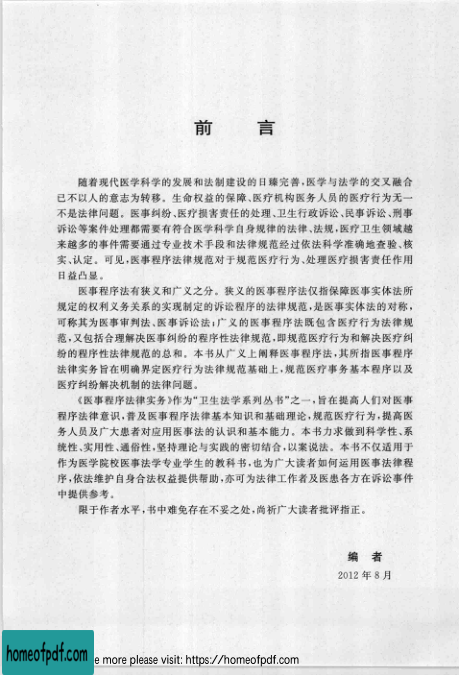 前 言
随着现代医学科学的发展和法制建设的日臻完善,医学与法学的交叉融合
已不以人的意志为转移。生命权益的保障、医疗机构医务人员的医疗行为无一
不是法律问题。医事纠纷、医疗损害责任的处理、卫生行政诉讼、民事诉讼、刑事
诉讼等案件处理都需要有符合医学科学自身规律的法律、法规,医疗卫生领域越
来越多的事件需要通过专业技术手段和法律规范经过依法科学准确地查验、核
实、认定。可见,医事程序法律规范对于规范医疗行为、处理医疗损害责任作用
日益凸显。
医事程序法有狭义和广义之分。狭义的医事程序法仅指保障医事实体法所
规定的权利义务关系的实现制定的诉讼程序的法律规范,是医事实体法的对称,
可称其为医事审判法、医事诉讼法;广义的医事程序法既包含医疗行为法律规
范,又包括合理解决医事纠纷的程序性法律规范,即规范医疗行为和解决医疗纠
纷的程序性法律规范的总和。本书从广义上阐释医事程序法,其所指医事程序
法律实务旨在明确界定医疗行为法律规范基础上,规范医疗事务基本程序以及
医疗纠纷解决机制的法律问题。
《医事程序法律实务》作为“卫生法学系列丛书”之一,旨在提高人们对医事
程序法律意识,普及医事程序法律基本知识和基础理论,规范医疗行为,提高医
务人员及广大患者对应用医事法的认识和基本能力。本书力求做到科学性、系
统性、实用性、通俗性,坚持理论与实践的密切结合,以案说法。本书不仅适用于
作为医学院校医事法学专业学生的教科书,也为广大读者如何运用医事法律程
序,依法维护自身合法权益提供帮助,亦可为法律工作者及医患各方在诉讼事件
中提供参考。
限于作者水平,书中难免存在不妥之处,尚祈广大读者批评指正。
编 者
2012 年 8 月
homeofpdf.com
e more please visit: https://homeofpdf.com